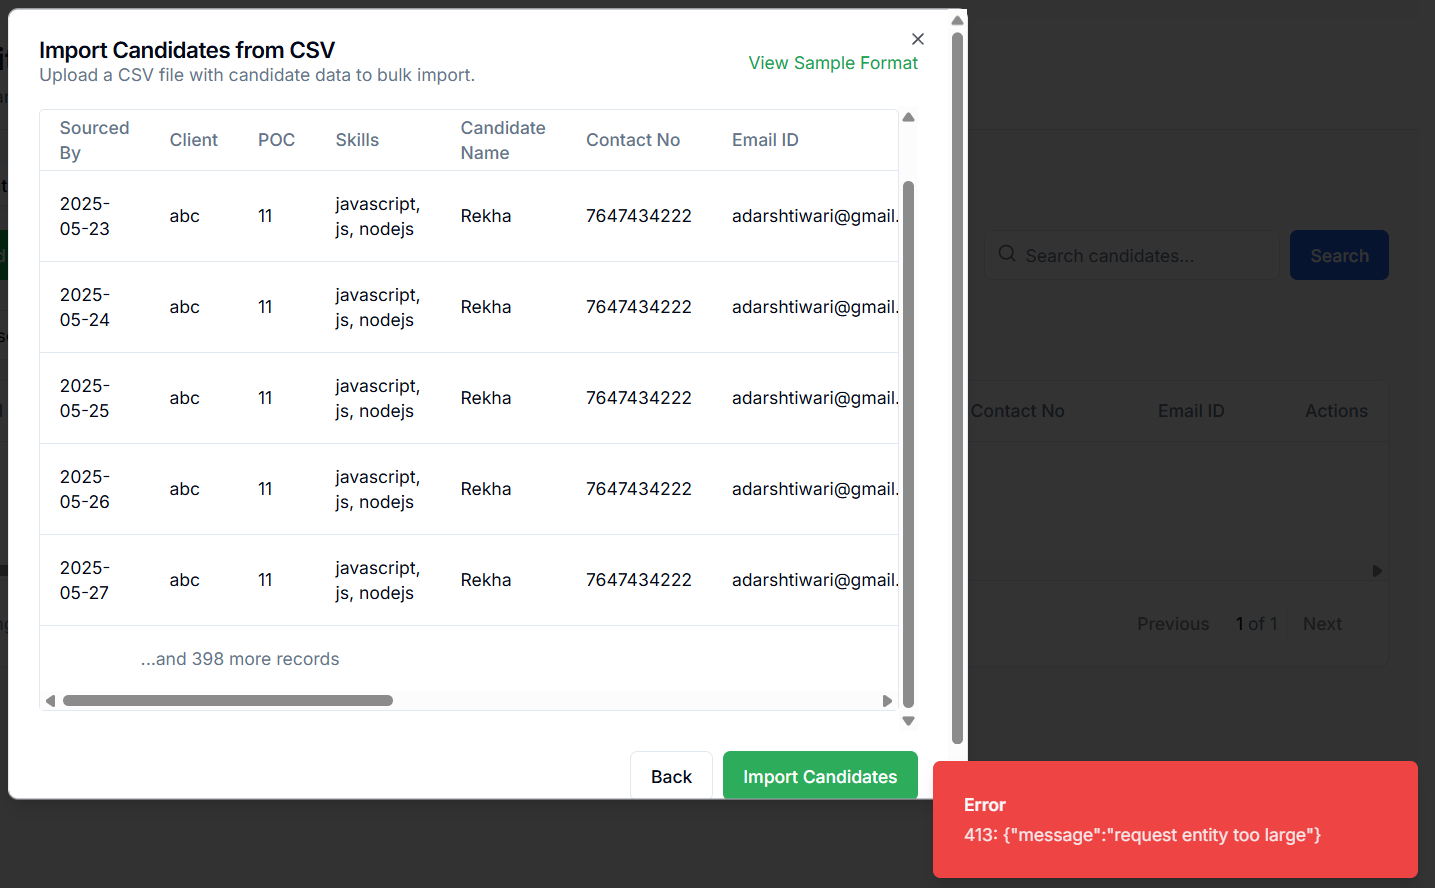 Import Candidates from CSV
Upload a CSV file with candidate data to bulk import.
View Sample Format
Sourced By Client POC Skills Candidate Name Contact No Email ID
2025-05-23 abc 11 javascript, js, nodejs Rekha 7647434222 adarshtiwari@gmail.
2025-05-24 abc 11 javascript, js, nodejs Rekha 7647434222 adarshtiwari@gmail.
2025-05-25 abc 11 javascript, js, nodejs Rekha 7647434222 adarshtiwari@gmail.
2025-05-26 abc 11 javascript, js, nodejs Rekha 7647434222 adarshtiwari@gmail.
2025-05-27 abc 11 javascript, js, nodejs Rekha 7647434222 adarshtiwari@gmail.
...and 398 more records
Back
Import Candidates
Search candidates...
Search
Contact No Email ID Actions
Previous 1 of 1 Next
Error
413: {"message":"request entity too large"}